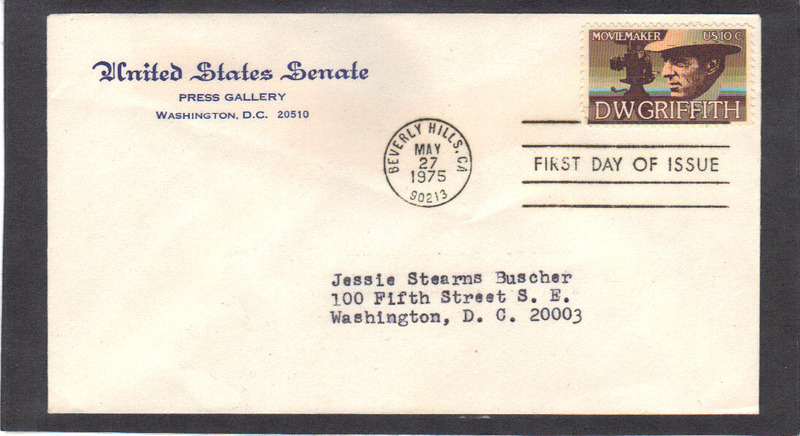 United States Senate
PRESS GALLERY
WASHINGTON, D.C. 20510
MOVIEMAKER US 10 C
D.W. GRIFFITH
BEVERLY HILLS, CA
MAY
27
1975
90213
FIRST DAY OF ISSUE
Jessie Stearns Buscher
100 Fifth Street S. E.
Washington, D. C. 20003